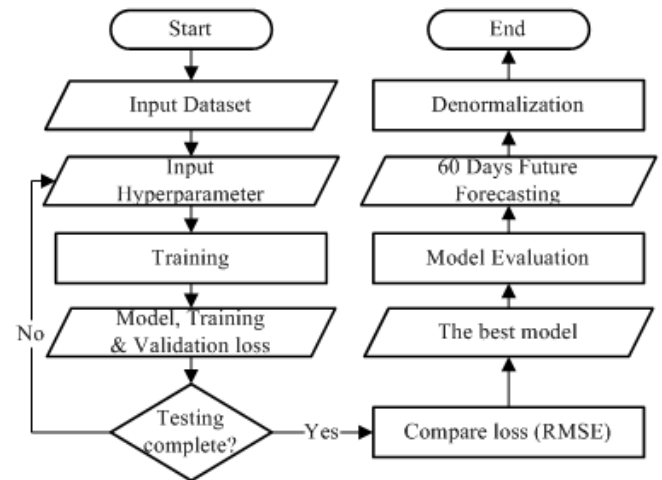 Start
Input Dataset
Input
Hyperparameter
Training
Model, Training
& Validation loss
No
Testing
complete?
Yes
Compare loss (RMSE)
The best model
Model Evaluation
60 Days Future
Forecasting
Denormalization
End